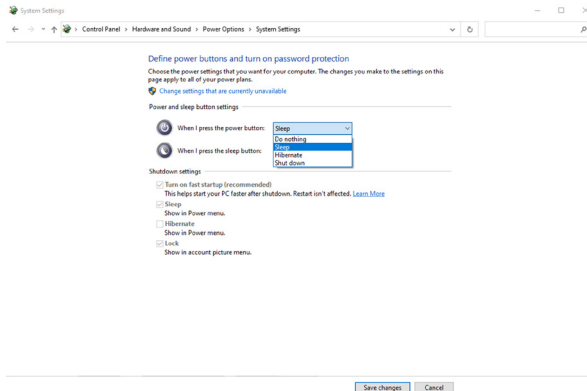 System Settings
Control Panel › Hardware and Sound › Power Options › System Settings
Define power buttons and turn on password protection
Choose the power settings that you want for your computer. The changes you make to the settings on this
page apply to all of your power plans.
Change settings that are currently unavailable
Power and sleep button settings
When I press the power button: Sleep
Do nothing
Sleep
When I press the sleep button:
Hibernate
Shut down
Shutdown settings
Turn on fast startup (recommended)
This helps start your PC faster after shutdown. Restart isn't affected. Learn More
Sleep
Show in Power menu.
Hibernate
Show in Power menu.
Lock
Show in account picture menu.
Save changes Cancel